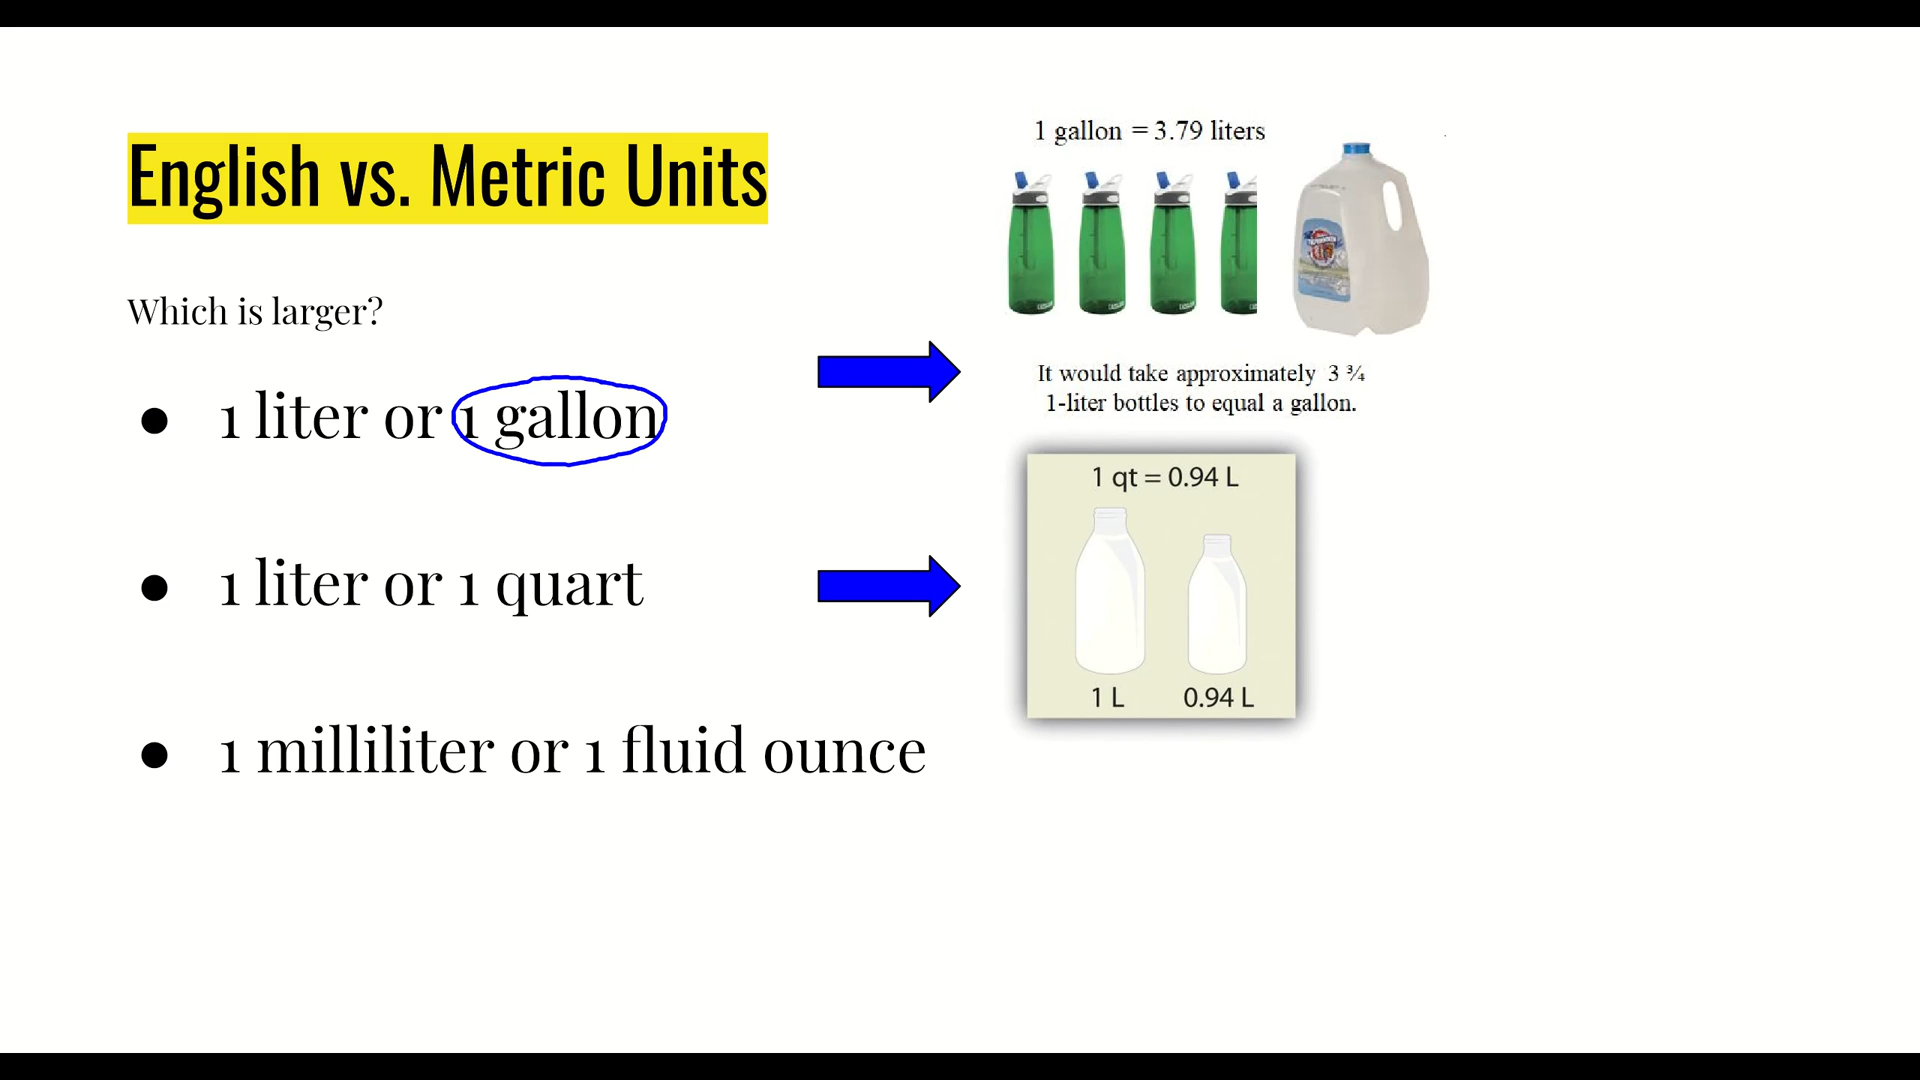 English vs. Metric Units
Which is larger?
● 1 liter or 1 gallon
● 1 liter or 1 quart
● 1 milliliter or 1 fluid ounce
1 gallon = 3.79 liters
It would take approximately 3 ¾
1-liter bottles to equal a gallon.
1 qt = 0.94 L
1 L 0.94 L